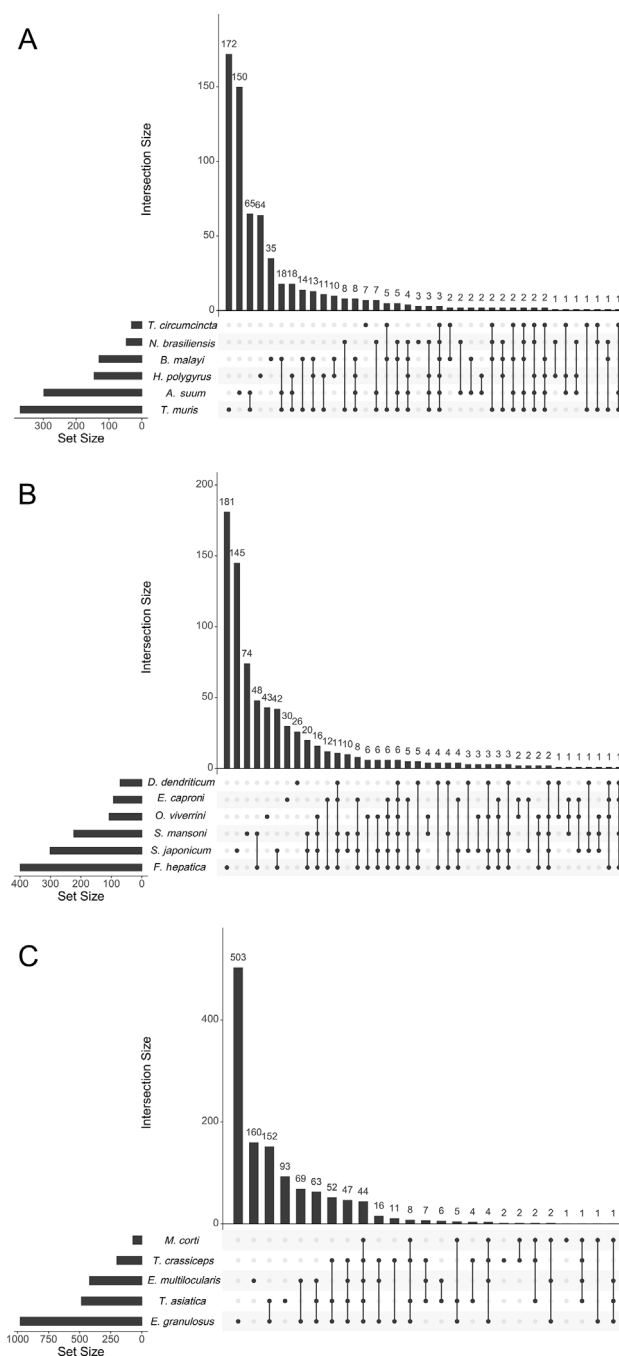 A
172
150
150
Intersection Size
100
65 64
50
35
18 18 14 13 11 10 8 8 7 7 5 5 4 3 3 3 2 2 2 2 2 2 2 2 2 2 1 1 1 1 1 1 1
0
T. circumcincta
N. brasiliensis
B. malayi
H. polygyrus
A. suum
T. muris
300 200 100 0
Set Size
B
200
181
150
145
Intersection Size
100
74
50
48 43 42
30 26 20 16 12 11 10 8 6 6 6 6 5 5 4 4 4 4 3 3 3 3 3 2 2 2 2 1 1 1 1 1 1 1
0
D. dendriticum
E. caproni
O. viverrini
S. mansoni
S. japonicum
F. hepatica
400 300 200 100 0
Set Size
C
503
400
Intersection Size
200
160 152
93
69 63 52 47 44
16 11 8 7 6 5 4 4 2 2 2 2 1 1 1 1
0
M. corti
T. crassiceps
E. multilocularis
T. asiatica
E. granulosus
1000 750 500 250 0
Set Size